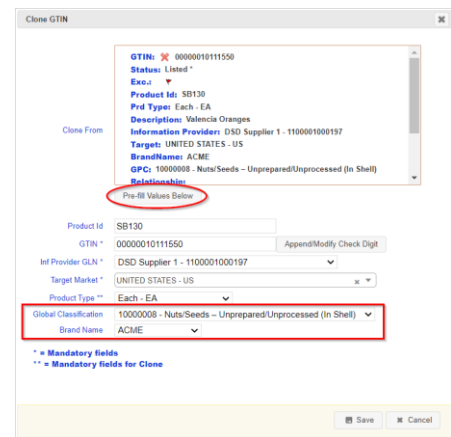 Clone GTIN
Clone From
GTIN: 00000010111550
Status: Listed *
Exc.:
Product Id: SB130
Prd Type: Each - EA
Description: Valencia Oranges
Information Provider: DSD Supplier 1 - 1100001000197
Target: UNITED STATES - US
BrandName: ACME
GPC: 10000008 - Nuts/Seeds – Unprepared/Unprocessed (In Shell)
Relationship:
Pre-fill Values Below
Product Id SB130
GTIN * 00000010111550 Append/Modify Check Digit
Inf Provider GLN * DSD Supplier 1 - 1100001000197
Target Market * UNITED STATES - US
Product Type ** Each - EA
Global Classification 10000008 - Nuts/Seeds – Unprepared/Unprocessed (In Shell)
Brand Name ACME
* = Mandatory fields
** = Mandatory fields for Clone
Save Cancel